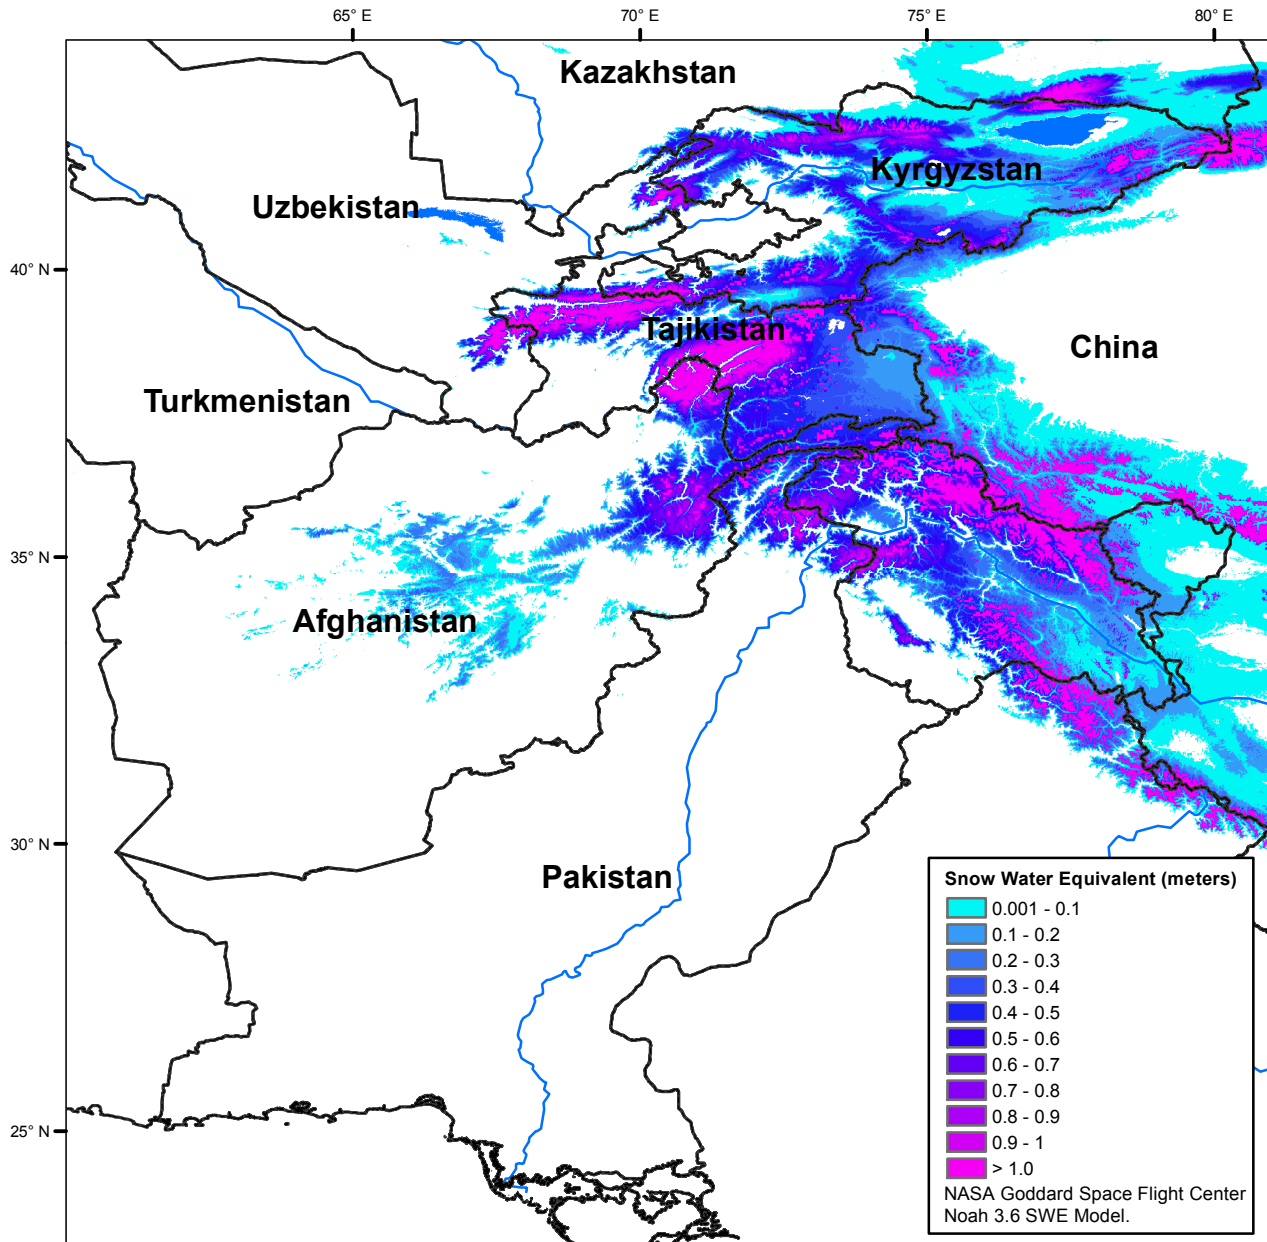 65° E
70° E
75° E
80° E
Kazakhstan
Kyrgyzstan
Uzbekistan
40° N
Tajikistan
China
Turkmenistan
35° N
Afghanistan
30° N
Pakistan
25° N
Snow Water Equivalent (meters)
0.001 - 0.1
0.1 - 0.2
0.2 - 0.3
0.3 - 0.4
0.4 - 0.5
0.5 - 0.6
0.6 - 0.7
0.7 - 0.8
0.8 - 0.9
0.9 - 1
> 1.0
NASA Goddard Space Flight Center
Noah 3.6 SWE Model.